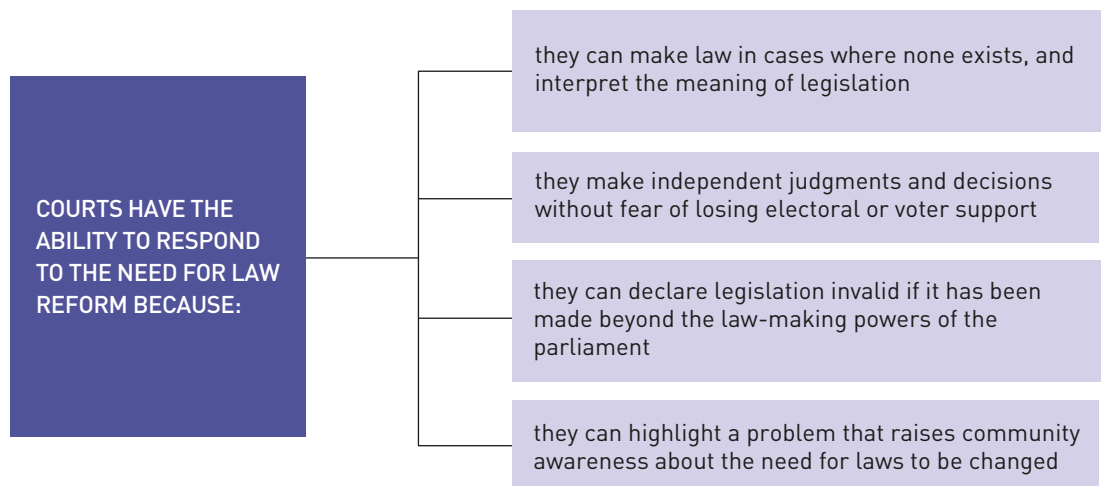 COURTS HAVE THE
ABILITY TO RESPOND
TO THE NEED FOR LAW
REFORM BECAUSE:
they can make law in cases where none exists, and
interpret the meaning of legislation
they make independent judgments and decisions
without fear of losing electoral or voter support
they can declare legislation invalid if it has been
made beyond the law-making powers of the
parliament
they can highlight a problem that raises community
awareness about the need for laws to be changed